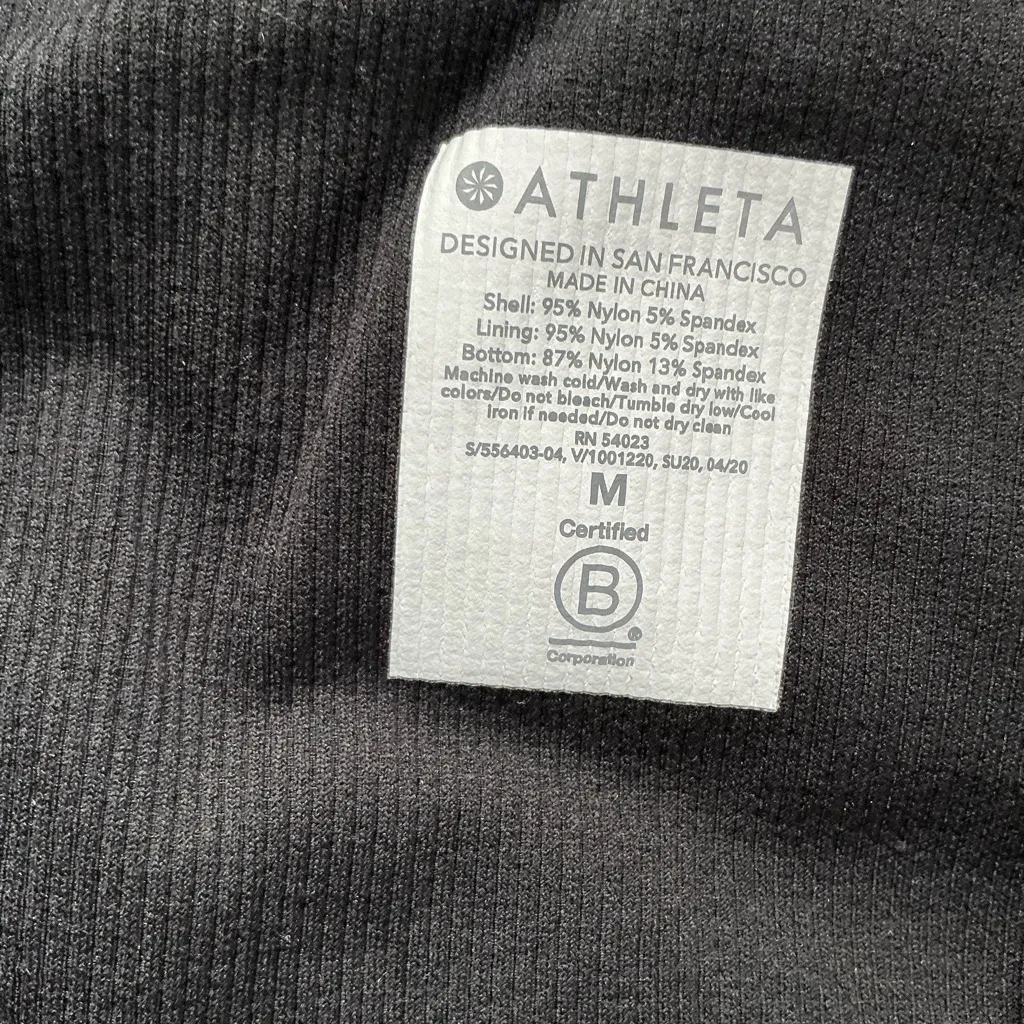 ATHLETA
DESIGNED IN SAN FRANCISCO
MADE IN CHINA
Shell: 95% Nylon 5% Spandex
Lining: 95% Nylon 5% Spandex
Bottom: 87% Nylon 13% Spandex
Machine wash cold/Wash and dry with like
colors/Do not bleach/Tumble dry low/Cool
Iron if needed/Do not dry clean
RN 54023
S/556403-04, V/1001220, SU20, 04/20
M
Certified
B
®
Corporation